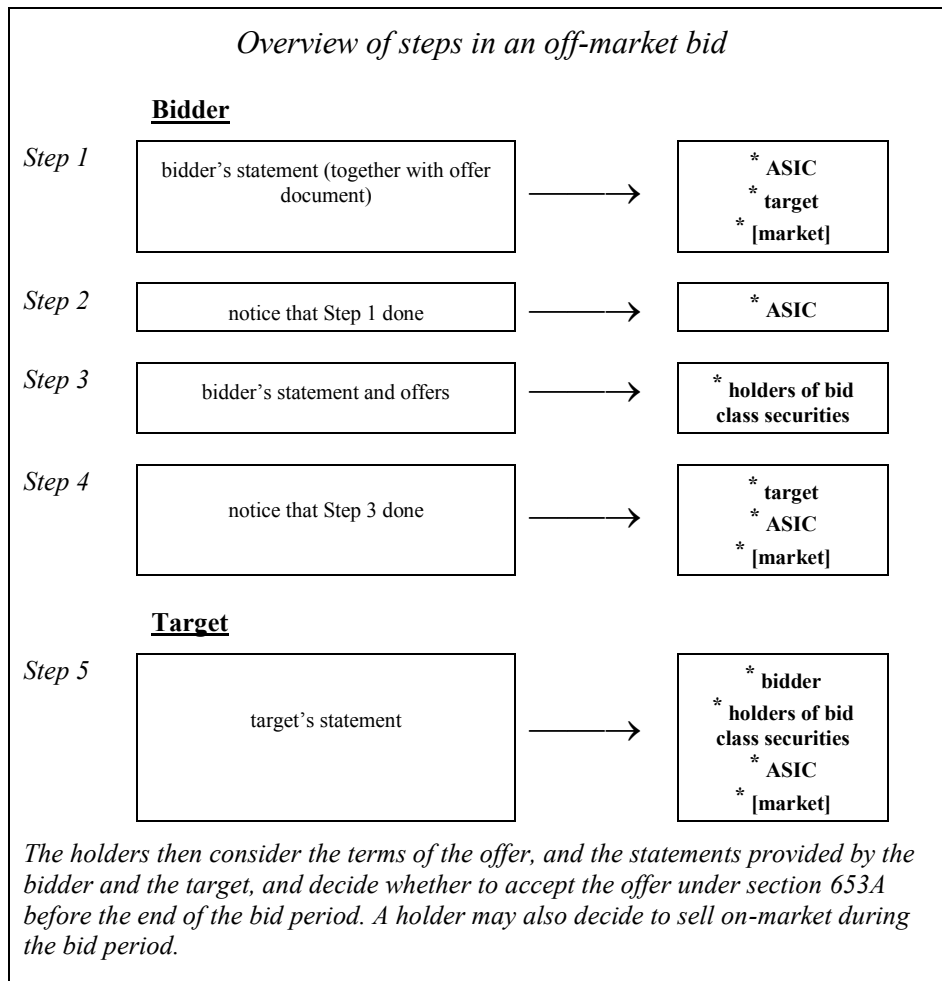 Overview of steps in an off-market bid
Bidder
Step 1
bidder’s statement (together with offer
document)
* ASIC
* target
* [market]
Step 2
notice that Step 1 done
* ASIC
Step 3
bidder’s statement and offers
* holders of bid
class securities
Step 4
notice that Step 3 done
* target
* ASIC
* [market]
Target
Step 5
target’s statement
* bidder
* holders of bid
class securities
* ASIC
* [market]
The holders then consider the terms of the offer, and the statements provided by the
bidder and the target, and decide whether to accept the offer under section 653A
before the end of the bid period. A holder may also decide to sell on-market during
the bid period.